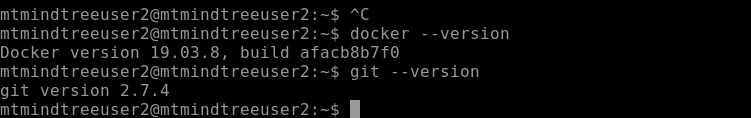 mtmindtreeuser2@mtmindtreeuser2:~$ ^C
mtmindtreeuser2@mtmindtreeuser2:~$ docker --version
Docker version 19.03.8, build afacb8b7f0
mtmindtreeuser2@mtmindtreeuser2:~$ git --version
git version 2.7.4
mtmindtreeuser2@mtmindtreeuser2:~$